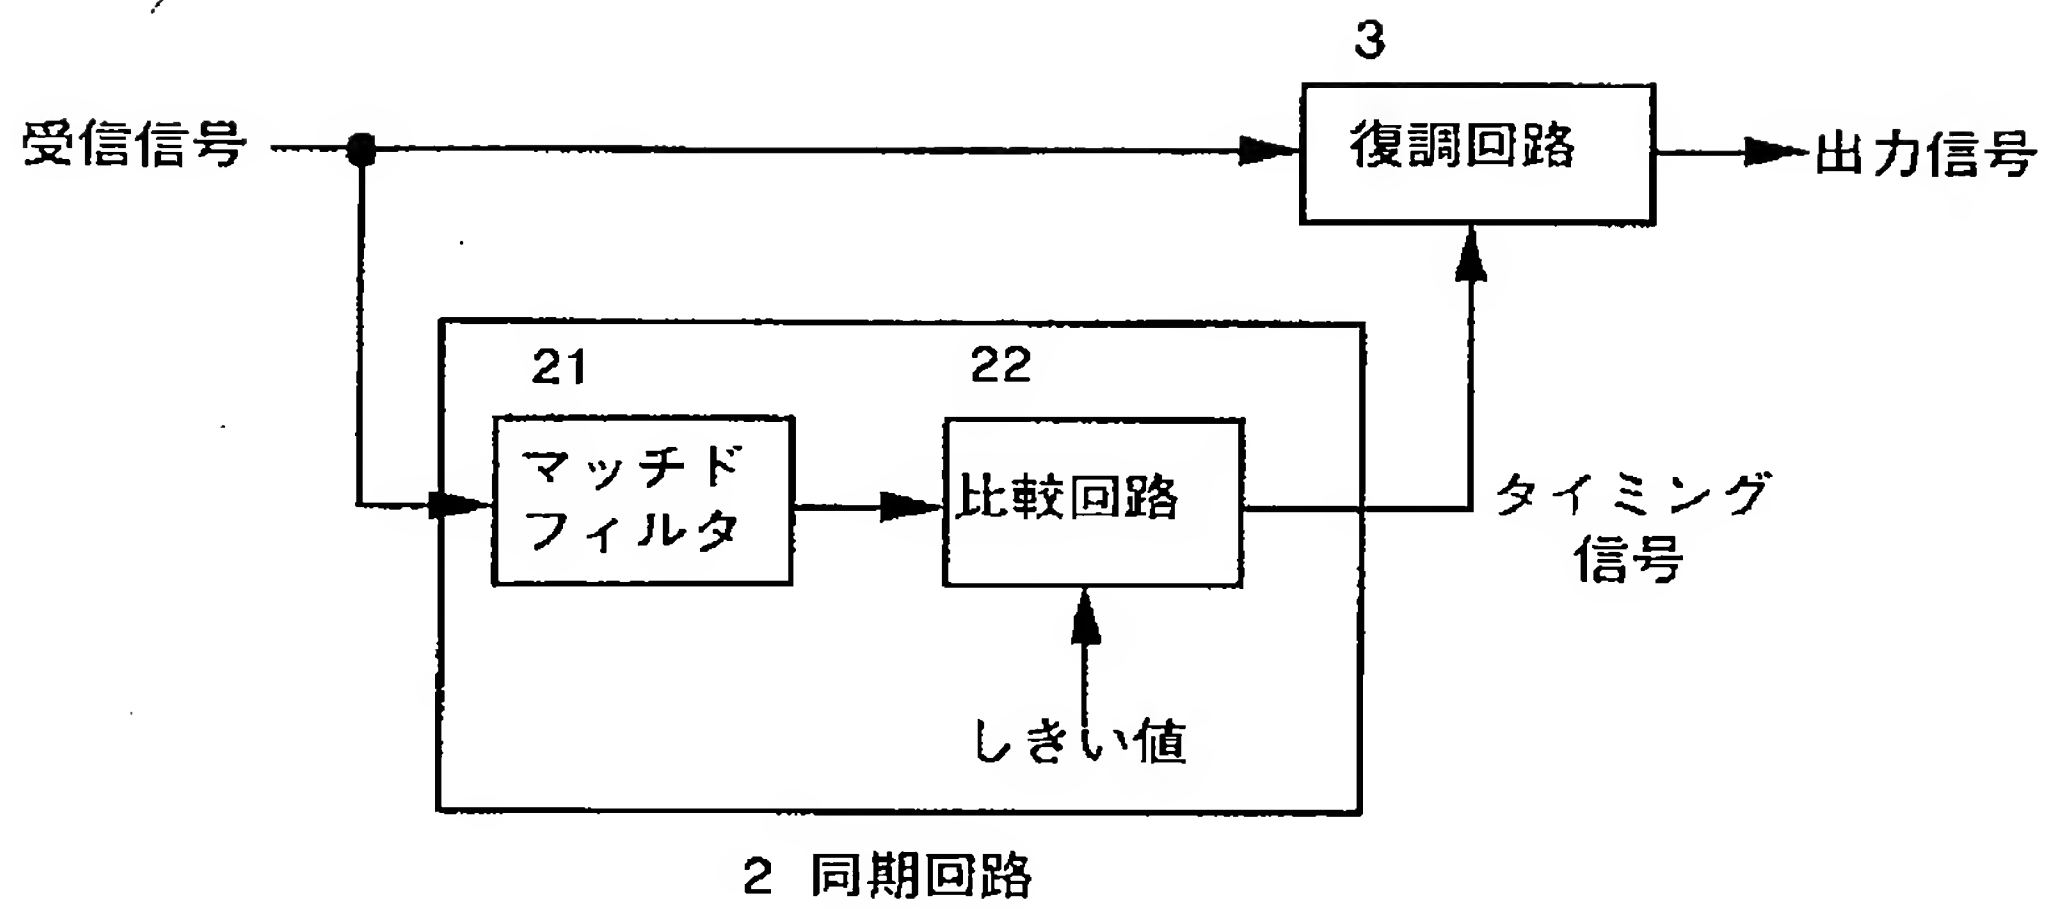 3
受信信号
復調回路
出力信号
21
22
マッチド
フィルタ
比較回路
タイミング
信号
しきい値
2 同期回路